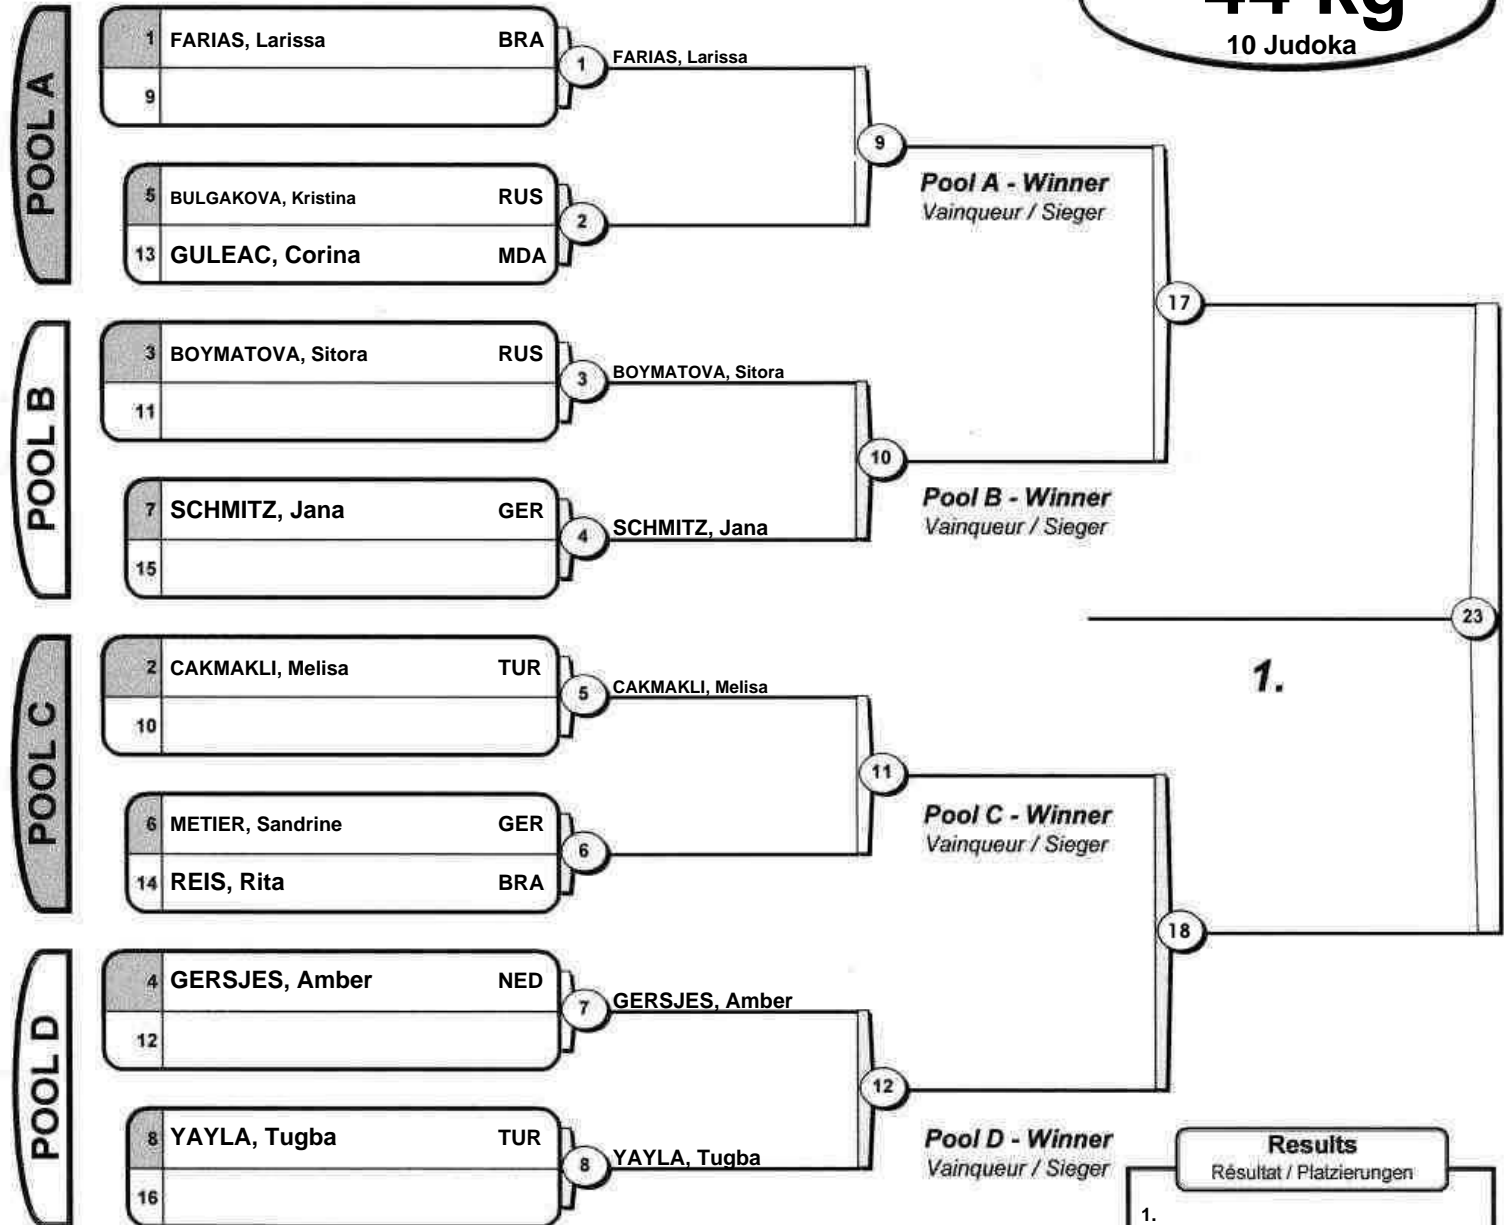 44 kg
10 Judoka
POOL A
1 FARIAS, Larissa BRA
9
1 FARIAS, Larissa
5 BULGAKOVA, Kristina RUS
13 GULEAC, Corina MDA
2
9
Pool A - Winner
Vainqueur / Sieger
POOL B
3 BOYMATOVA, Sitora RUS
11
3 BOYMATOVA, Sitora
7 SCHMITZ, Jana GER
15
4 SCHMITZ, Jana
10
Pool B - Winner
Vainqueur / Sieger
17
POOL C
2 CAKMAKLI, Melisa TUR
10
5 CAKMAKLI, Melisa
6 METIER, Sandrine GER
14 REIS, Rita BRA
6
11
Pool C - Winner
Vainqueur / Sieger
POOL D
4 GERSJES, Amber NED
12
7 GERSJES, Amber
8 YAYLA, Tugba TUR
16
8 YAYLA, Tugba
12
Pool D - Winner
Vainqueur / Sieger
18
23
1.
Results
Résultat / Platzierungen
1.